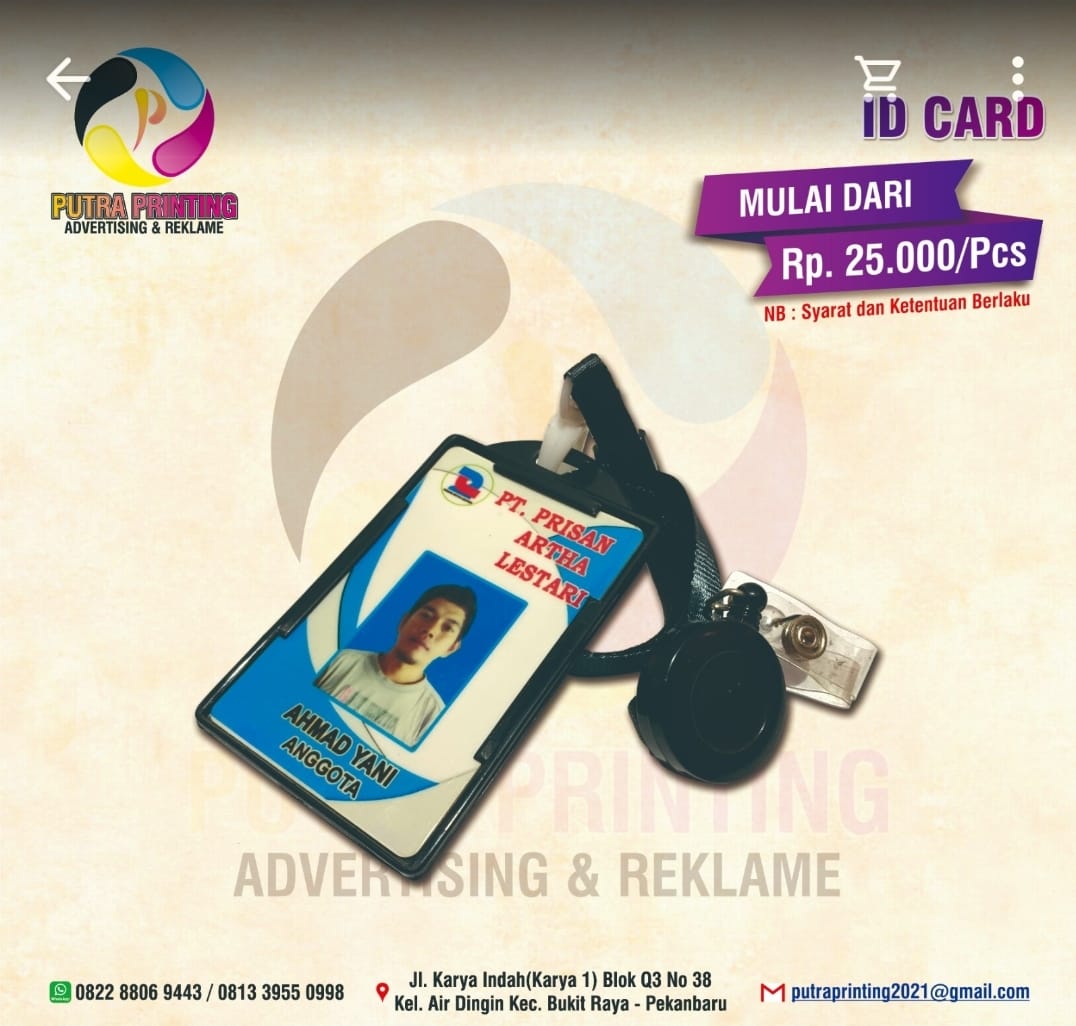 PUTRA PRINTING
ADVERTISING & REKLAME
ID CARD
MULAI DARI
Rp. 25.000/Pcs
NB : Syarat dan Ketentuan Berlaku
PT. PRISAN
ARTHA
LESTARI
AHMAD YANI
ANGGOTA
PUTRA PRINTING
ADVERTISING & REKLAME
0822 8806 9443 / 0813 3955 0998
Jl. Karya Indah(Karya 1) Blok Q3 No 38
Kel. Air Dingin Kec. Bukit Raya - Pekanbaru
putraprinting2021@gmail.com